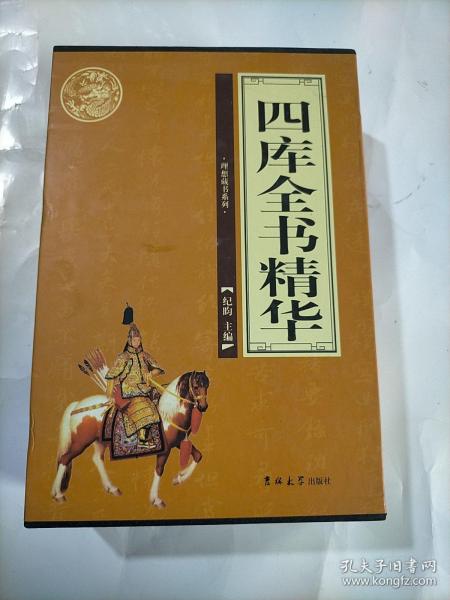 四库全书精华
·理想藏书系列·
【纪昀 主编】
吉林大学出版社
孔夫子旧书网
www.kongfz.com